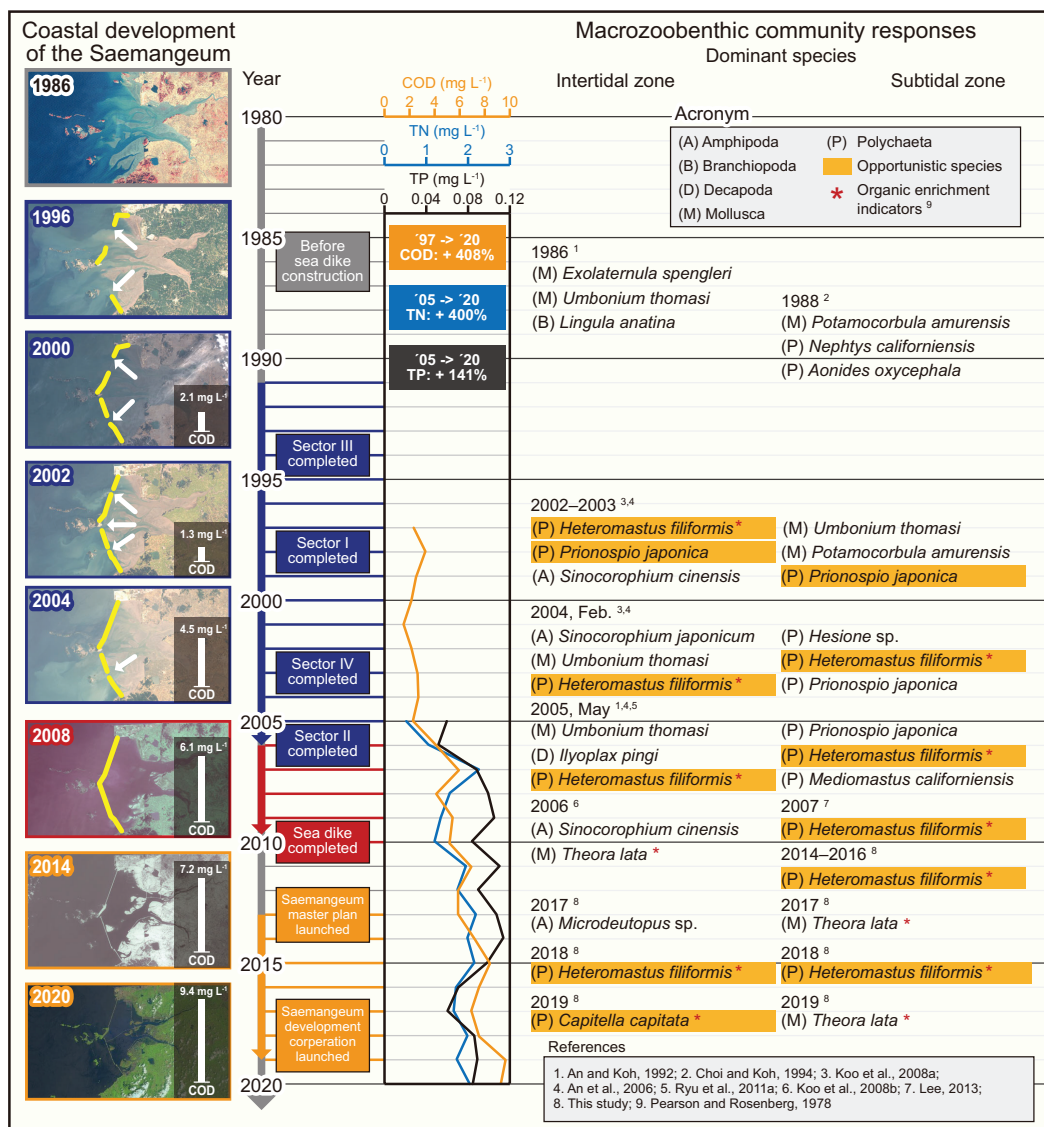 Coastal development
of the Saemangeum
1986
1996
2000
2.1 mg L⁻¹
COD
2002
1.3 mg L⁻¹
COD
2004
4.5 mg L⁻¹
COD
2008
6.1 mg L⁻¹
COD
2014
7.2 mg L⁻¹
COD
2020
9.4 mg L⁻¹
COD
Year
1980
1985
1990
1995
2000
2005
2010
2015
2020
Before
sea dike
construction
Sector III
completed
Sector I
completed
Sector IV
completed
Sector II
completed
Sea dike
completed
Saemangeum
master plan
launched
Saemangeum
development
corperation
launched
COD (mg L⁻¹)
0 2 4 6 8 10
TN (mg L⁻¹)
0 1 2 3
TP (mg L⁻¹)
0 0.04 0.08 0.12
´97 -> ´20
COD: + 408%
´05 -> ´20
TN: + 400%
´05 -> ´20
TP: + 141%
Macrozoobenthic community responses
Dominant species
Intertidal zone Subtidal zone
Acronym
(A) Amphipoda (P) Polychaeta
(B) Branchiopoda Opportunistic species
(D) Decapoda * Organic enrichment
(M) Mollusca indicators ⁹
1986 ¹
(M) Exolaternula spengleri
(M) Umbonium thomasi 1988 ²
(B) Lingula anatina (M) Potamocorbula amurensis
(P) Nephtys californiensis
(P) Aonides oxycephala
2002–2003 ³,⁴
(P) Heteromastus filiformis * (M) Umbonium thomasi
(P) Prionospio japonica (M) Potamocorbula amurensis
(A) Sinocorophium cinensis (P) Prionospio japonica
2004, Feb. ³,⁴
(A) Sinocorophium japonicum (P) Hesione sp.
(M) Umbonium thomasi (P) Heteromastus filiformis *
(P) Heteromastus filiformis * (P) Prionospio japonica
2005, May ¹,⁴,⁵
(M) Umbonium thomasi (P) Prionospio japonica
(D) Ilyoplax pingi (P) Heteromastus filiformis *
(P) Heteromastus filiformis * (P) Mediomastus californiensis
2006 ⁶ 2007 ⁷
(A) Sinocorophium cinensis (P) Heteromastus filiformis *
(M) Theora lata * 2014–2016 ⁸
(P) Heteromastus filiformis *
2017 ⁸ 2017 ⁸
(A) Microdeutopus sp. (M) Theora lata *
2018 ⁸ 2018 ⁸
(P) Heteromastus filiformis * (P) Heteromastus filiformis *
2019 ⁸ 2019 ⁸
(P) Capitella capitata * (M) Theora lata *
References
1. An and Koh, 1992; 2. Choi and Koh, 1994; 3. Koo et al., 2008a;
4. An et al., 2006; 5. Ryu et al., 2011a; 6. Koo et al., 2008b; 7. Lee, 2013;
8. This study; 9. Pearson and Rosenberg, 1978